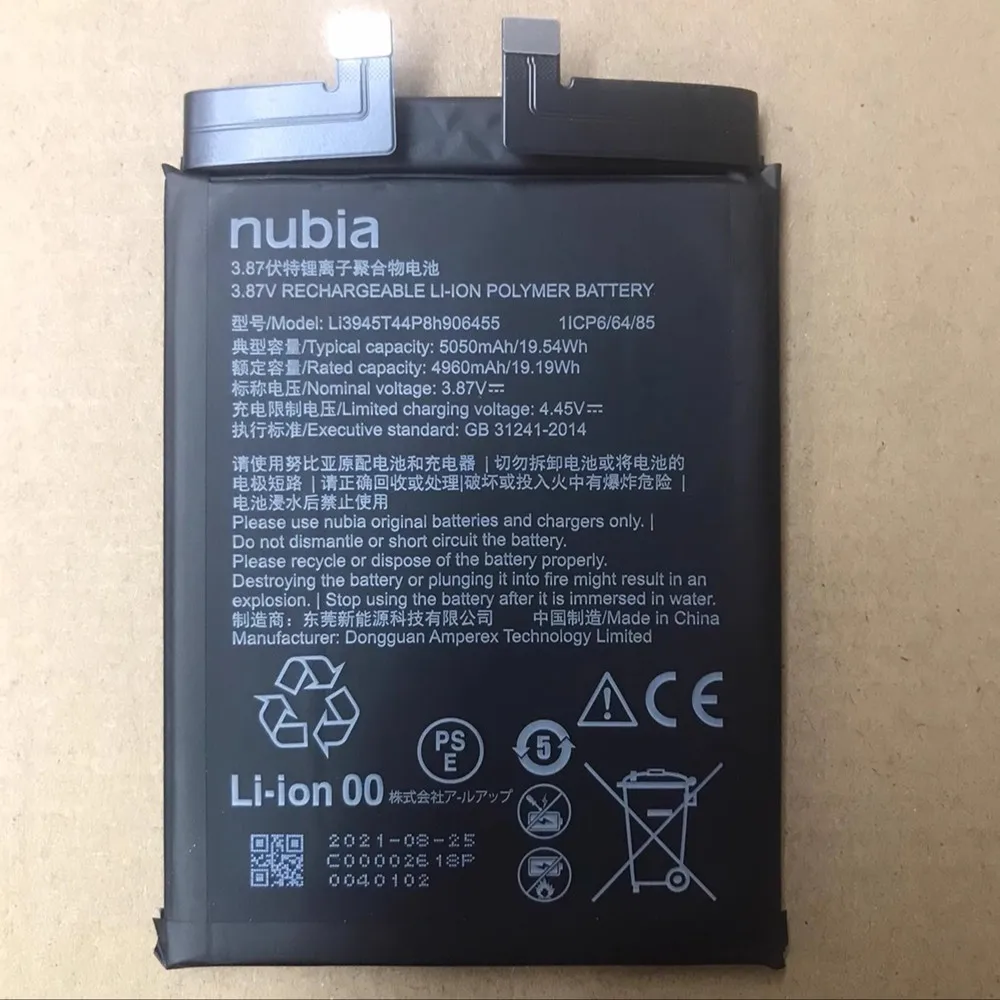 nubia
3.87伏特锂离子聚合物电池
3.87V RECHARGEABLE LI-ION POLYMER BATTERY
型号/Model: Li3945T44P8h906455 1ICP6/64/85
典型容量/Typical capacity: 5050mAh/19.54Wh
额定容量/Rated capacity: 4960mAh/19.19Wh
标称电压/Nominal voltage: 3.87V⎓
充电限制电压/Limited charging voltage: 4.45V⎓
执行标准/Executive standard: GB 31241-2014
请使用努比亚原配电池和充电器 | 切勿拆卸电池或将电池的
电极短路 | 请正确回收或处理|破坏或投入火中有爆炸危险 |
电池浸水后禁止使用
Please use nubia original batteries and chargers only. |
Do not dismantle or short circuit the battery.
Please recycle or dispose of the battery properly.
Destroying the battery or plunging it into fire might result in an
explosion. | Stop using the battery after it is immersed in water.
制造商：东莞新能源科技有限公司 中国制造/Made in China
Manufacturer: Dongguan Amperex Technology Limited
CE
PS
E
5
Li-ion 00 株式会社アールアップ
2021-08-25
C00002618P
0040102